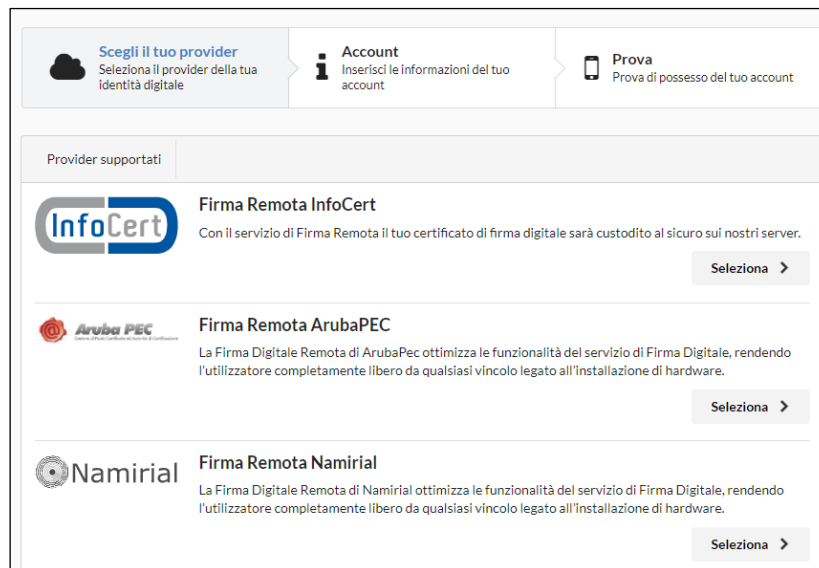 Scegli il tuo provider
Seleziona il provider della tua
identità digitale
Account
Inserisci le informazioni del tuo
account
Prova
Prova di possesso del tuo account
Provider supportati
InfoCert
Firma Remota InfoCert
Con il servizio di Firma Remota il tuo certificato di firma digitale sarà custodito al sicuro sui nostri server.
Seleziona
Aruba PEC
Firma Remota ArubaPEC
La Firma Digitale Remota di ArubaPec ottimizza le funzionalità del servizio di Firma Digitale, rendendo
l'utilizzatore completamente libero da qualsiasi vincolo legato all'installazione di hardware.
Seleziona
Namirial
Firma Remota Namirial
La Firma Digitale Remota di Namirial ottimizza le funzionalità del servizio di Firma Digitale, rendendo
l'utilizzatore completamente libero da qualsiasi vincolo legato all'installazione di hardware.
Seleziona